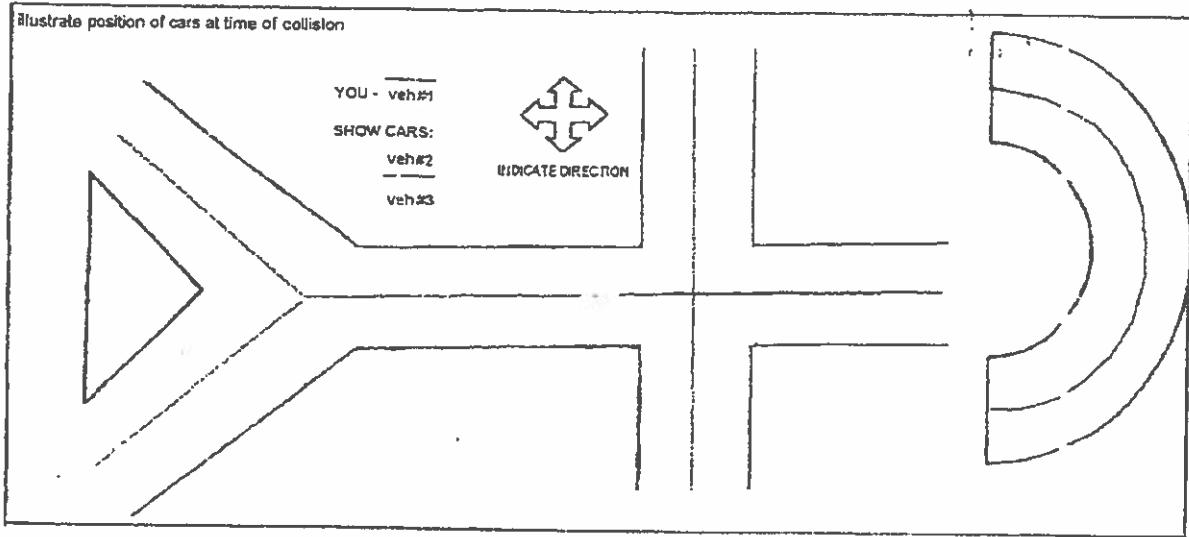 Illustrate position of cars at time of collision
YOU - veh#1
SHOW CARS:
veh#2
veh#3
INDICATE DIRECTION